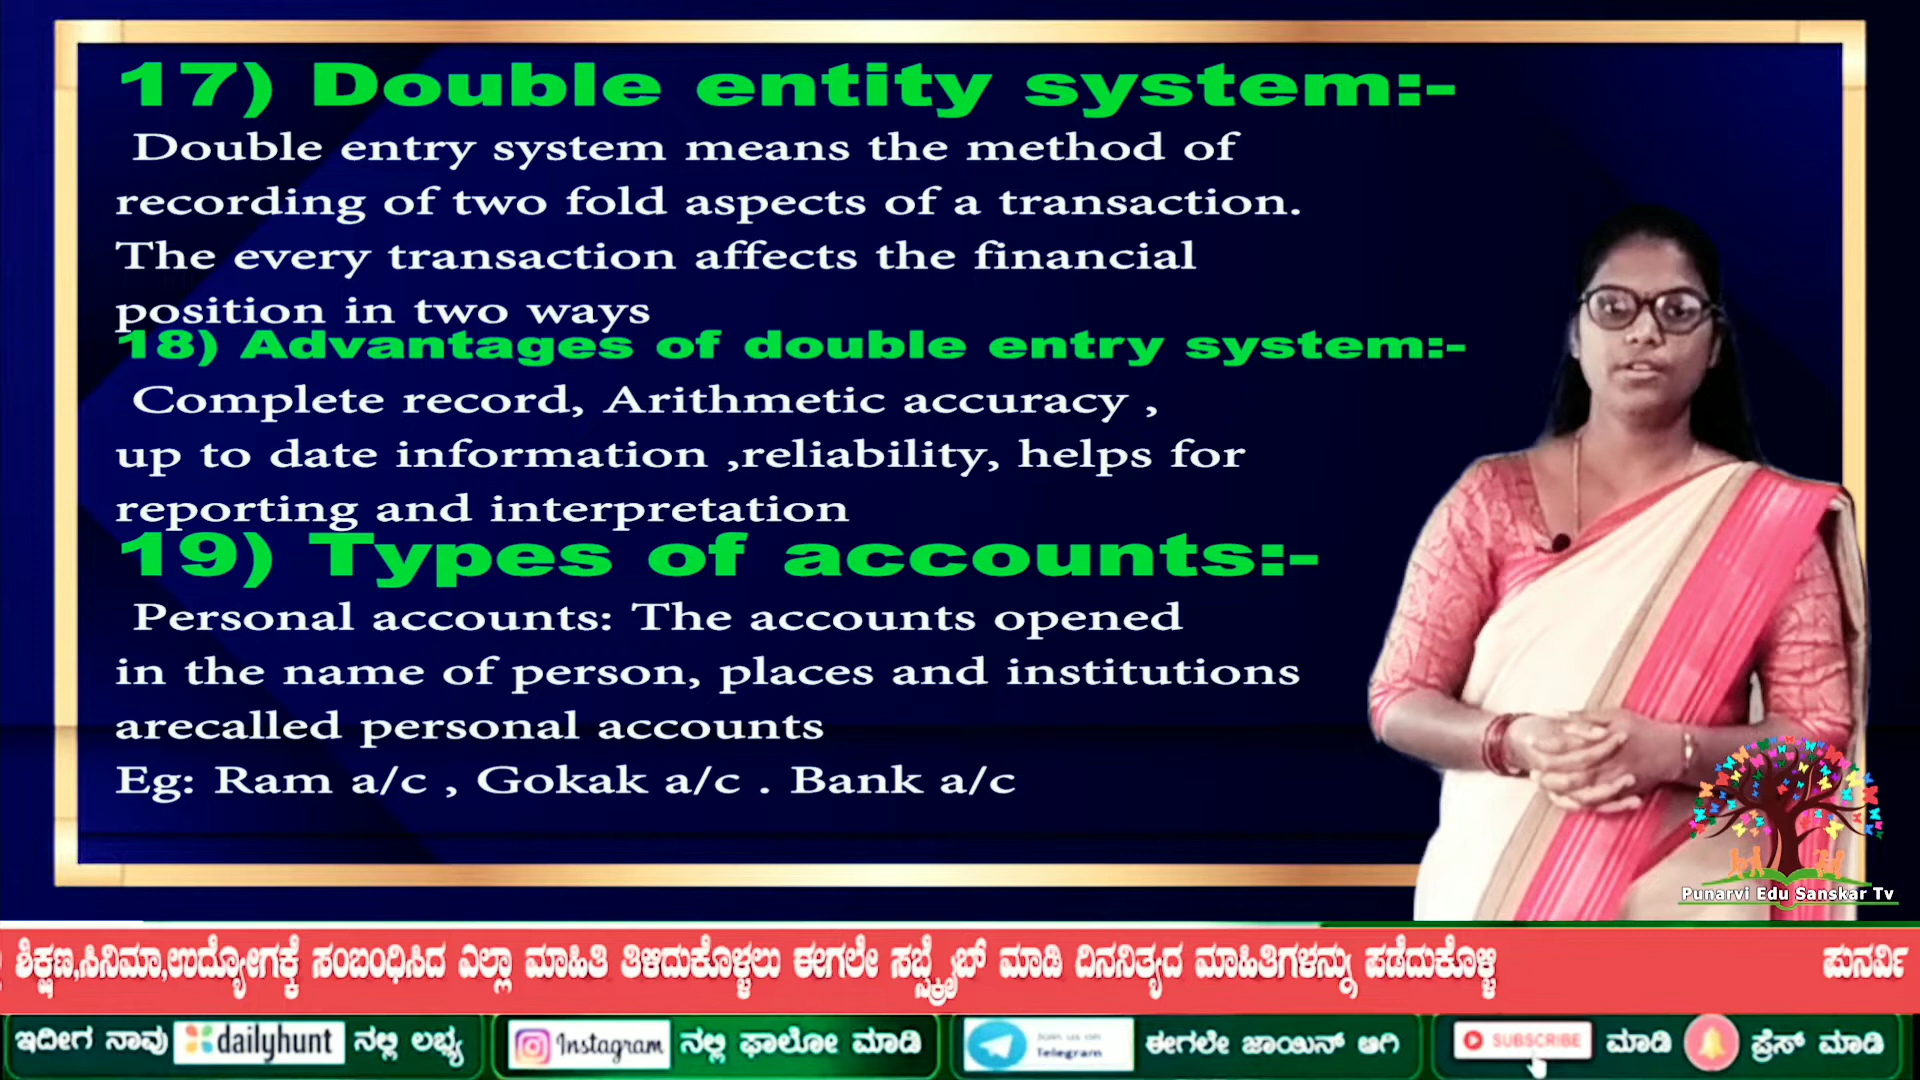 17) Double entity system:-
Double entry system means the method of
recording of two fold aspects of a transaction.
The every transaction affects the financial
position in two ways
18) Advantages of double entry system:-
Complete record, Arithmetic accuracy ,
up to date information ,reliability, helps for
reporting and interpretation
19) Types of accounts:-
Personal accounts: The accounts opened
in the name of person, places and institutions
arecalled personal accounts
Eg: Ram a/c , Gokak a/c . Bank a/c
Punarvi Edu Sanskar Tv
ಶಿಕ್ಷಣ,ಸಿನಿಮಾ,ಉದ್ಯೋಗಕ್ಕೆ ಸಂಬಂಧಿಸಿದ ಎಲ್ಲಾ ಮಾಹಿತಿ ತಿಳಿದುಕೊಳ್ಳಲು ಈಗಲೇ ಸಬ್ಸ್ಕ್ರೈಬ್ ಮಾಡಿ ದಿನನಿತ್ಯದ ಮಾಹಿತಿಗಳನ್ನು ಪಡೆದುಕೊಳ್ಳಿ ಪುನರ್ವಿ
ಇದೀಗ ನಾವು dailyhunt ನಲ್ಲಿ ಲಭ್ಯ Instagram ನಲ್ಲಿ ಫಾಲೋ ಮಾಡಿ Join us on Telegram ಈಗಲೇ ಜಾಯಿನ್ ಆಗಿ SUBSCRIBE ಮಾಡಿ ಪ್ರೆಸ್ ಮಾಡಿ